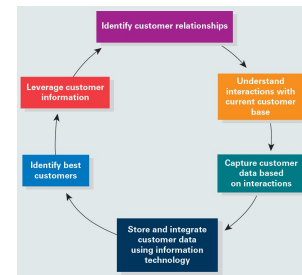 Identify customer relationships
Leverage customer
information
Understand
interactions with
current customer
base
Identify best
customers
Capture customer
data based
on interactions
Store and integrate
customer data
using information
technology